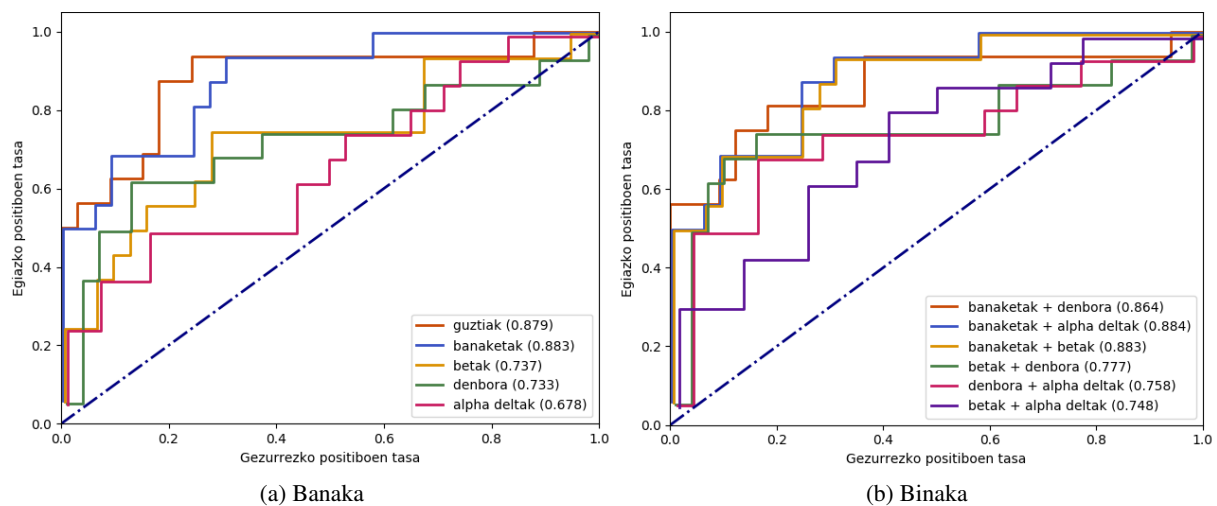 1.0
0.8
0.6
0.4
0.2
0.0
Egiazko positiboen tasa
0.0 0.2 0.4 0.6 0.8 1.0
Gezurrezko positiboen tasa
guztiak (0.879)
banaketak (0.883)
betak (0.737)
denbora (0.733)
alpha deltak (0.678)
(a) Banaka
1.0
0.8
0.6
0.4
0.2
0.0
Egiazko positiboen tasa
0.0 0.2 0.4 0.6 0.8 1.0
Gezurrezko positiboen tasa
banaketak + denbora (0.864)
banaketak + alpha deltak (0.884)
banaketak + betak (0.883)
betak + denbora (0.777)
denbora + alpha deltak (0.758)
betak + alpha deltak (0.748)
(b) Binaka